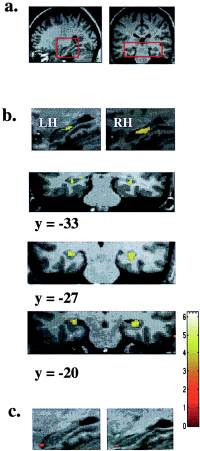 a.
b.
LH RH
y = -33
y = -27
y = -20
6
5
4
3
2
1
0
c.